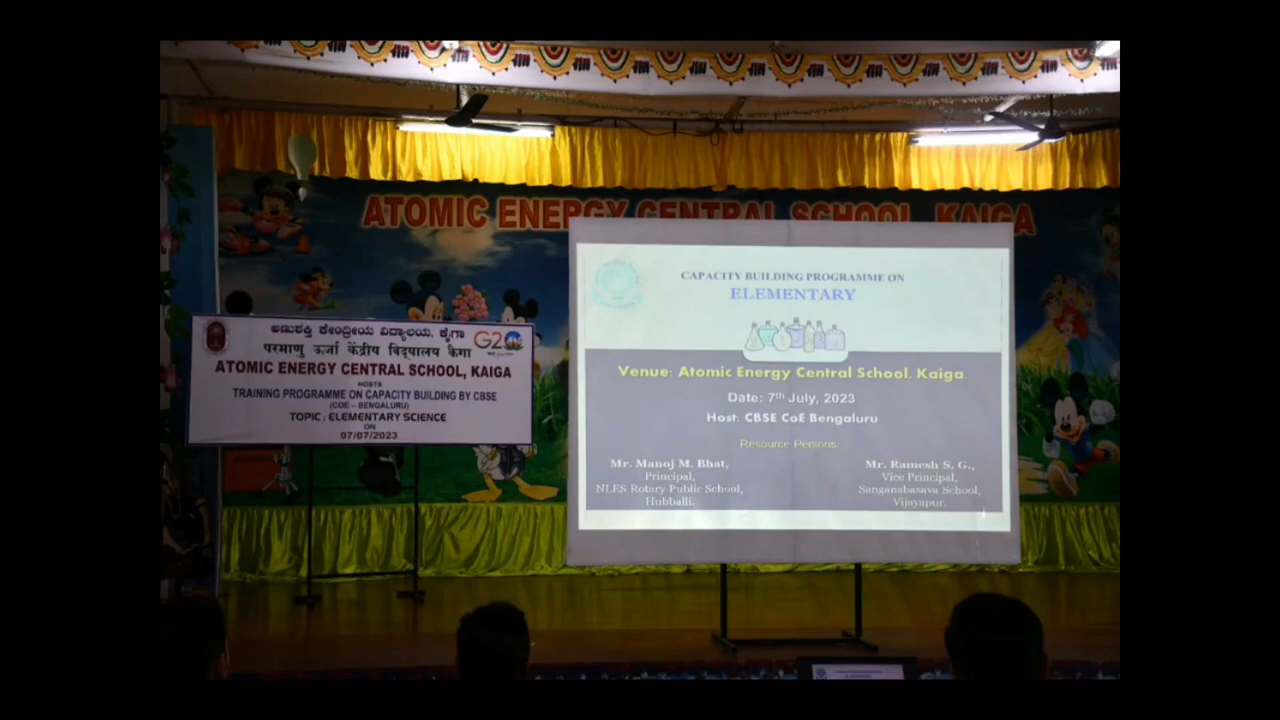 ATOMIC ENERGY CENTRAL SCHOOL, KAIGA
ಅಣುಶಕ್ತಿ ಕೇಂದ್ರೀಯ ವಿದ್ಯಾಲಯ, ಕೈಗಾ
G20
परमाणु ऊर्जा केंद्रीय विद्यालय कैगा
ATOMIC ENERGY CENTRAL SCHOOL, KAIGA
HOSTS
TRAINING PROGRAMME ON CAPACITY BUILDING BY CBSE
(COE – BENGALURU)
TOPIC : ELEMENTARY SCIENCE
ON
07/07/2023
CAPACITY BUILDING PROGRAMME ON
ELEMENTARY
Venue: Atomic Energy Central School, Kaiga.
Date: 7th July, 2023
Host: CBSE CoE Bengaluru
Resource Persons:
Mr. Manoj M. Bhat,
Principal,
NLES Rotary Public School,
Hubballi.
Mr. Ramesh S. G.,
Vice Principal,
Sanganabasava School,
Vijayapur.